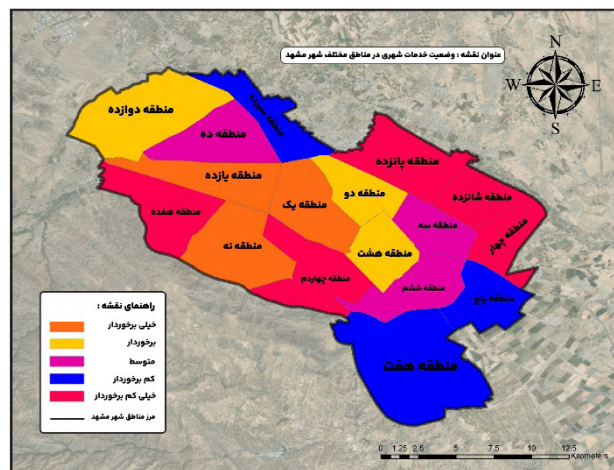 عنوان نقشه : وضعیت خدمات شهری در مناطق مختلف شهر مشهد
N
W E
S
منطقه دوازده
منطقه سیزده
منطقه ده
منطقه پانزده
منطقه یازده
منطقه دو
منطقه شانزده
منطقه هفده
منطقه یک
منطقه سه
منطقه چهار
منطقه نه
منطقه هشت
منطقه چهاردم
منطقه ششم
منطقه پنج
منطقه هفت
راهنمای نقشه :
خیلی برخوردار
برخوردار
متوسط
کم برخوردار
خیلی کم برخوردار
مرز مناطق شهر مشهد
0 1.25 2.5 5 7.5 10 12.5
Kilometers